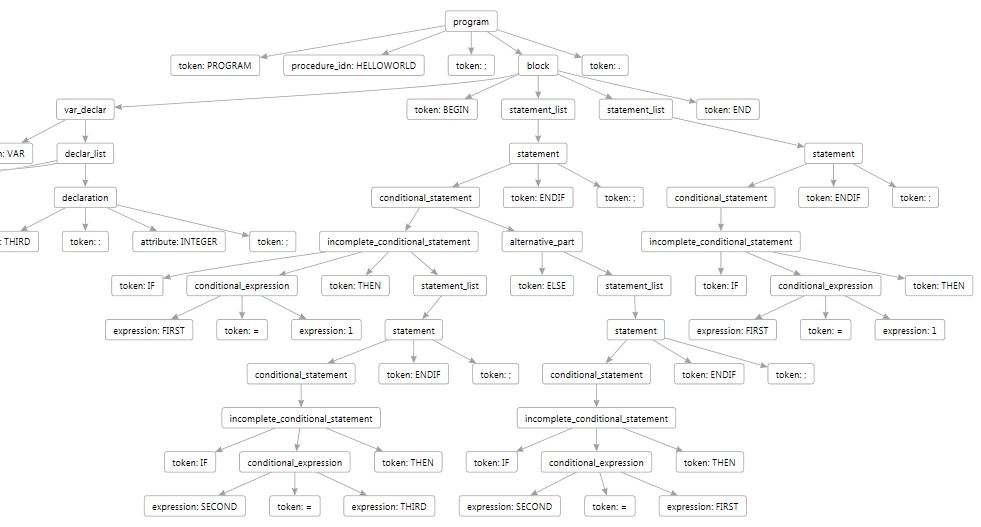 program
token: PROGRAM procedure_idn: HELLOWORLD token: ; block token: .
var_declar token: BEGIN statement_list statement_list token: END
n: VAR declar_list statement statement
declaration conditional_statement token: ENDIF token: ; conditional_statement token: ENDIF token: ;
: THIRD token: : attribute: INTEGER token: ; incomplete_conditional_statement alternative_part incomplete_conditional_statement
token: IF conditional_expression token: THEN statement_list token: ELSE statement_list token: IF conditional_expression token: THEN
expression: FIRST token: = expression: 1 statement statement expression: FIRST token: = expression: 1
conditional_statement token: ENDIF token: ; conditional_statement token: ENDIF token: ;
incomplete_conditional_statement incomplete_conditional_statement
token: IF conditional_expression token: THEN token: IF conditional_expression token: THEN
expression: SECOND token: = expression: THIRD expression: SECOND token: = expression: FIRST